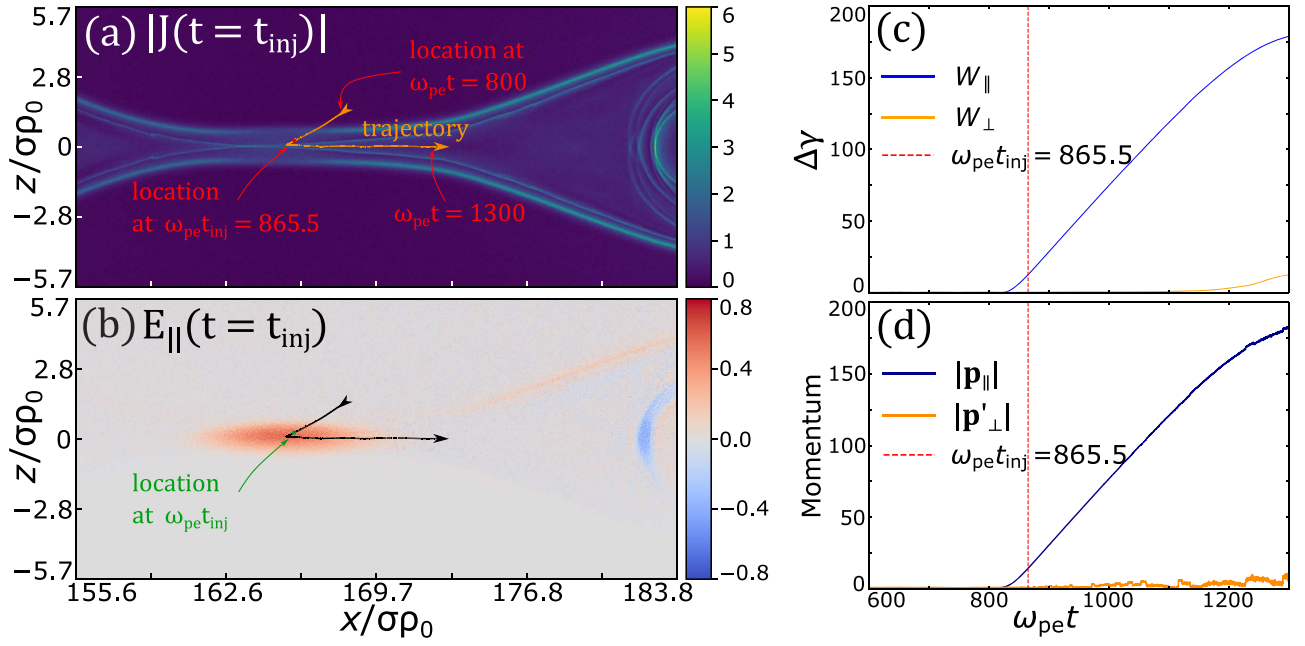 (a) |J(t = t_inj)|
location at
ω_pe t = 800
trajectory
location
at ω_pe t_inj = 865.5
ω_pe t = 1300
5.7
2.8
0
−2.8
−5.7
z/σρ_0
6
5
4
3
2
1
0
(b) E_||(t = t_inj)
location
at ω_pe t_inj
5.7
2.8
0
−2.8
−5.7
z/σρ_0
0.8
0.4
0.0
−0.4
−0.8
155.6 162.6 169.7 176.8 183.8
x/σρ_0
(c)
W_∥
W_⊥
ω_pe t_inj = 865.5
200
150
100
50
0
Δγ
(d)
|p_∥|
|p'_⊥|
ω_pe t_inj = 865.5
200
150
100
50
0
Momentum
600 800 1000 1200
ω_pe t